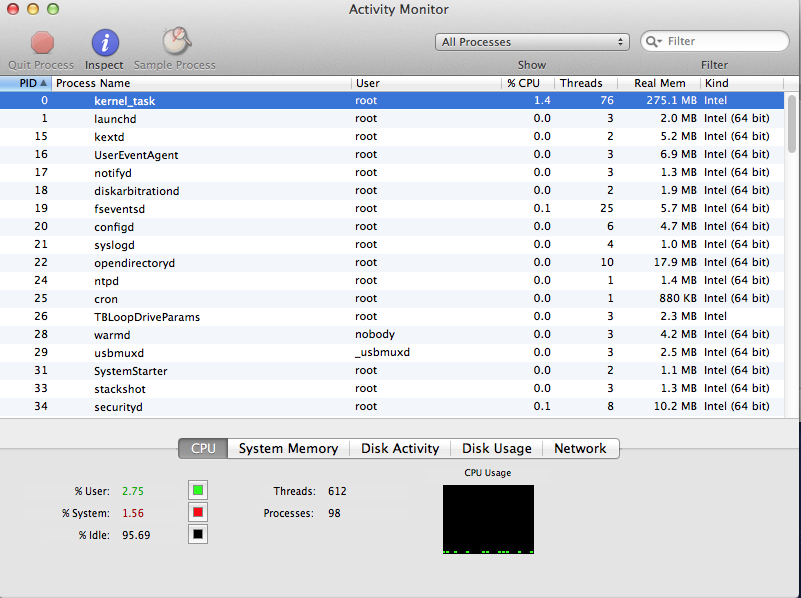 Activity Monitor
Quit Process Inspect Sample Process All Processes Filter
Show Filter
PID Process Name User % CPU Threads Real Mem Kind
0 kernel_task root 1.4 76 275.1 MB Intel
1 launchd root 0.0 3 2.0 MB Intel (64 bit)
15 kextd root 0.0 2 5.2 MB Intel (64 bit)
16 UserEventAgent root 0.0 3 6.9 MB Intel (64 bit)
17 notifyd root 0.0 3 1.3 MB Intel (64 bit)
18 diskarbitrationd root 0.0 2 1.9 MB Intel (64 bit)
19 fseventsd root 0.1 25 5.7 MB Intel (64 bit)
20 configd root 0.0 6 4.7 MB Intel (64 bit)
21 syslogd root 0.0 4 1.0 MB Intel (64 bit)
22 opendirectoryd root 0.0 10 17.9 MB Intel (64 bit)
24 ntpd root 0.0 1 1.4 MB Intel (64 bit)
25 cron root 0.0 1 880 KB Intel (64 bit)
26 TBLoopDriveParams root 0.0 3 2.3 MB Intel
28 warmd nobody 0.0 3 4.2 MB Intel (64 bit)
29 usbmuxd _usbmuxd 0.0 3 2.5 MB Intel (64 bit)
31 SystemStarter root 0.0 2 1.1 MB Intel (64 bit)
33 stackshot root 0.0 3 1.3 MB Intel (64 bit)
34 securityd root 0.1 8 10.2 MB Intel (64 bit)
CPU System Memory Disk Activity Disk Usage Network
CPU Usage
% User: 2.75 Threads: 612
% System: 1.56 Processes: 98
% Idle: 95.69